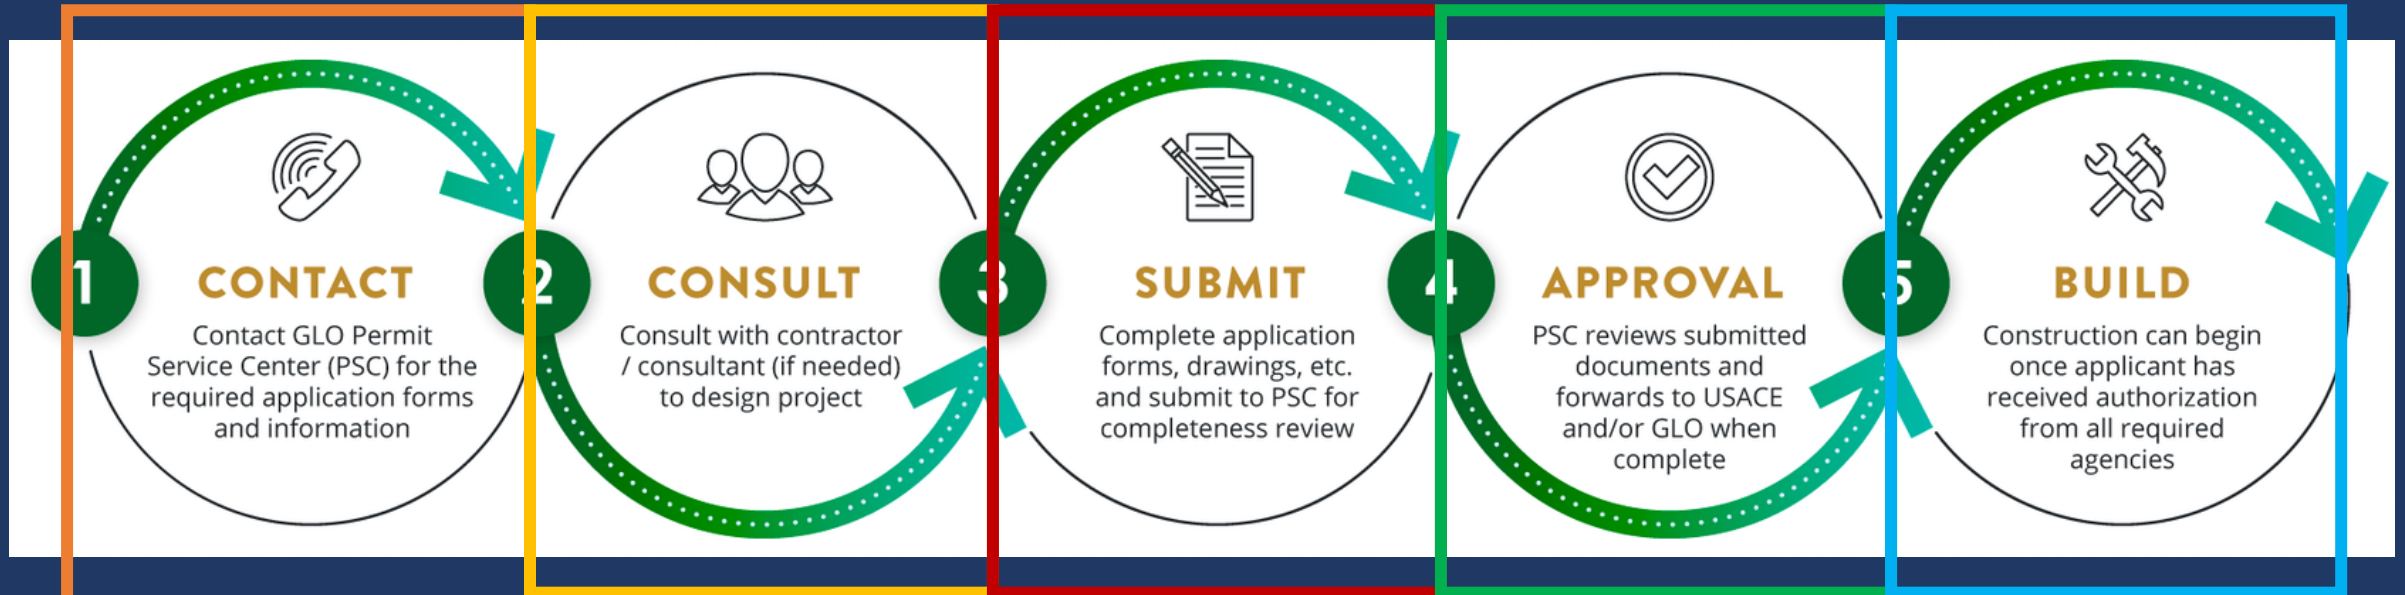 1
CONTACT
Contact GLO Permit
Service Center (PSC) for the
required application forms
and information
2
CONSULT
Consult with contractor
/ consultant (if needed)
to design project
3
SUBMIT
Complete application
forms, drawings, etc.
and submit to PSC for
completeness review
4
APPROVAL
PSC reviews submitted
documents and
forwards to USACE
and/or GLO when
complete
5
BUILD
Construction can begin
once applicant has
received authorization
from all required
agencies